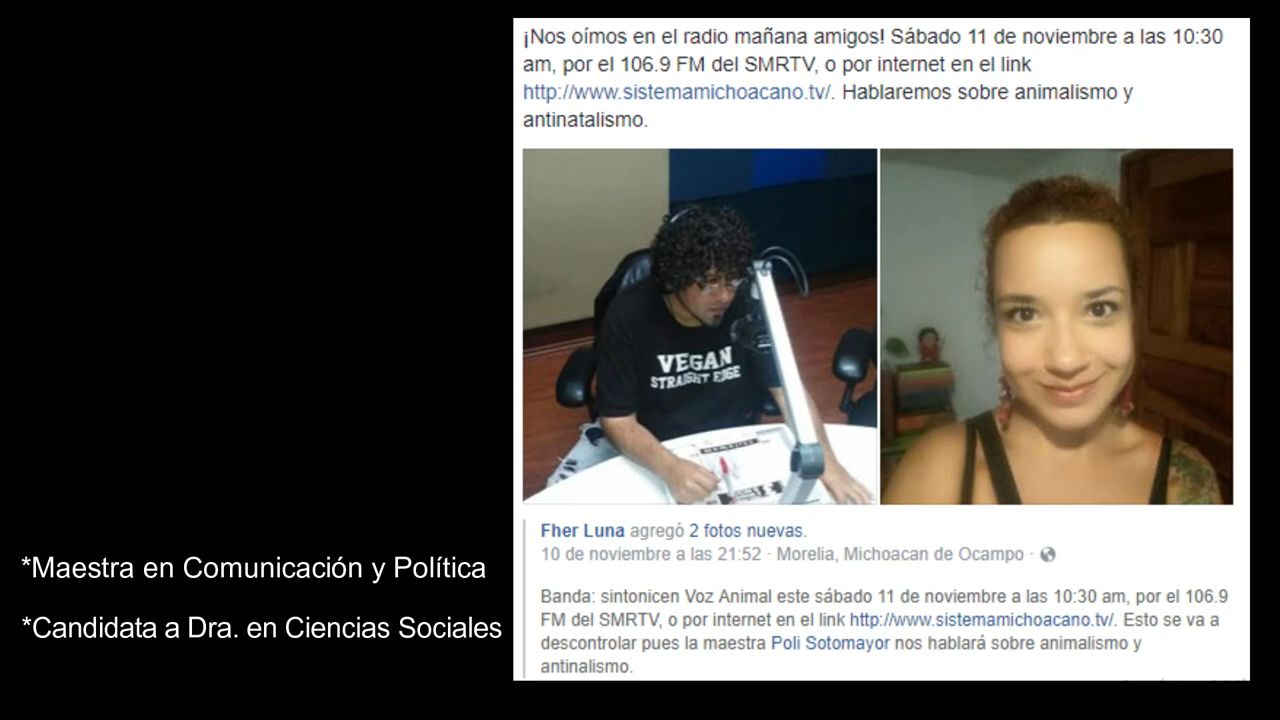 ¡Nos oímos en el radio mañana amigos! Sábado 11 de noviembre a las 10:30
am, por el 106.9 FM del SMRTV, o por internet en el link
http://www.sistemamichoacano.tv/. Hablaremos sobre animalismo y
antinatalismo.
VEGAN
STRAIGHT EDGE
Fher Luna agregó 2 fotos nuevas.
10 de noviembre a las 21:52 · Morelia, Michoacan de Ocampo ·
Banda: sintonicen Voz Animal este sábado 11 de noviembre a las 10:30 am, por el 106.9
FM del SMRTV, o por internet en el link http://www.sistemamichoacano.tv/. Esto se va a
descontrolar pues la maestra Poli Sotomayor nos hablará sobre animalismo y
antinalismo.
*Maestra en Comunicación y Política
*Candidata a Dra. en Ciencias Sociales